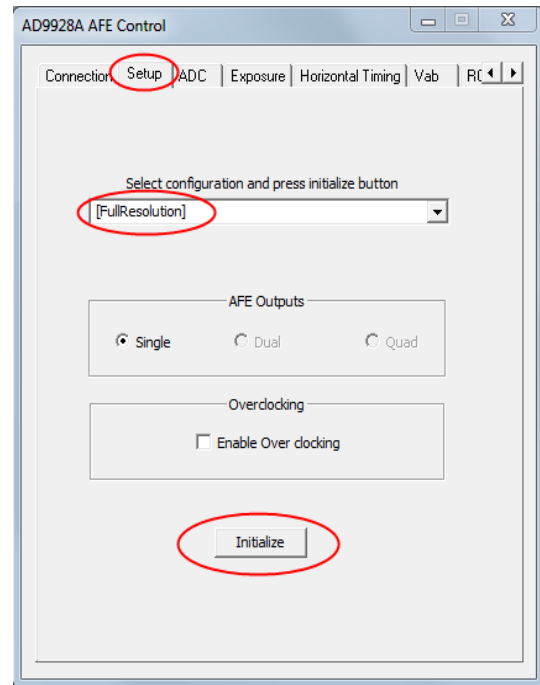 AD9928A AFE Control
Connection Setup ADC Exposure Horizontal Timing Vab
Select configuration and press initialize button
[FullResolution]
AFE Outputs
Single Dual Quad
Overclocking
Enable Over clocking
Initialize